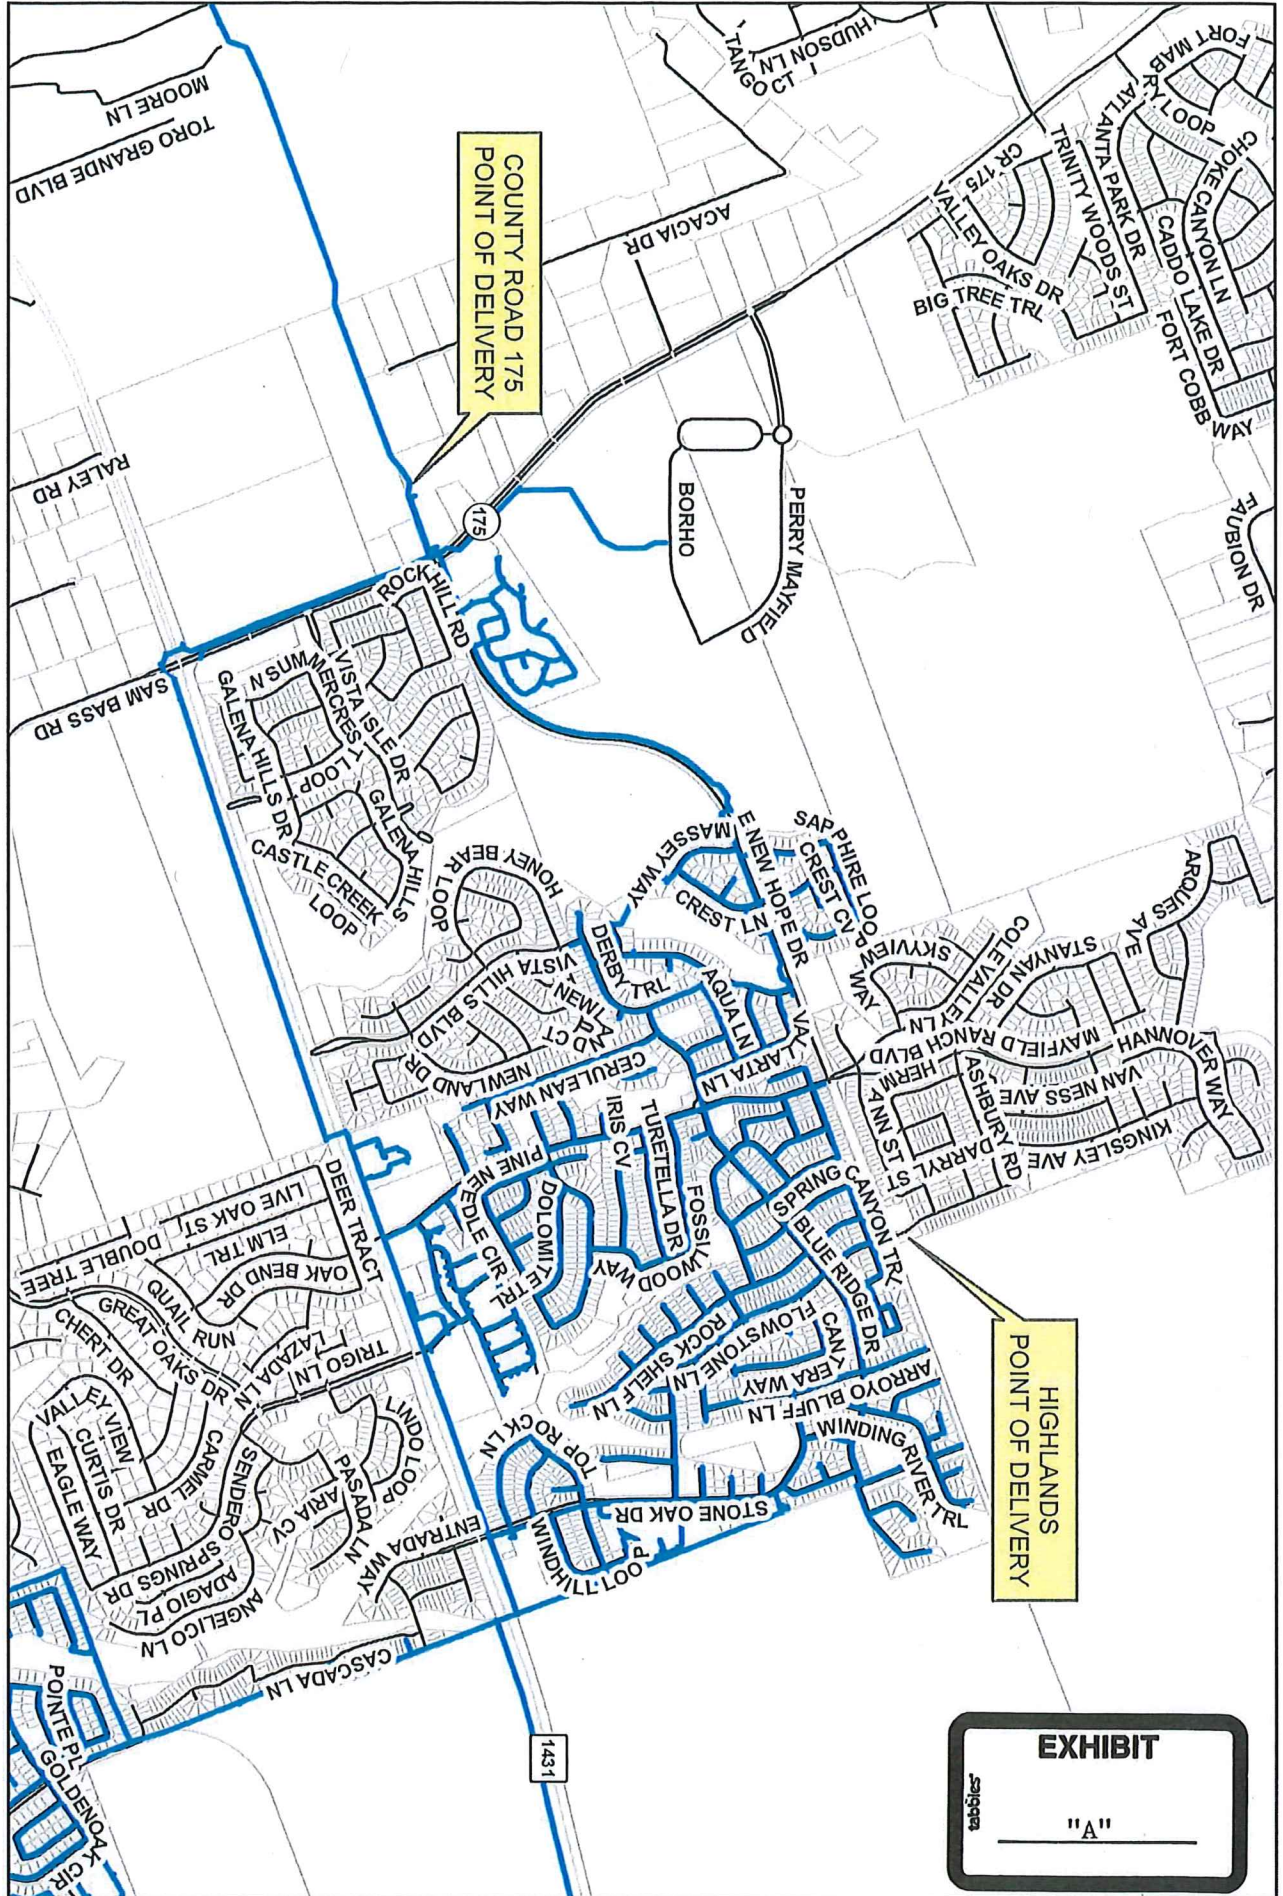 HUDSON LN
TANGO CT
FORT MABRY LOOP
ATLANTA PARK DR
CHOKE CANYON LN
CADDO LAKE DR
TRINITY WOODS ST
FORT COBB WAY
CR 175
VALLEY OAKS DR
BIG TREE TRL
FAUBION DR
MOORE LN
TORO GRANDE BLVD
ACACIA DR
COUNTY ROAD 175
POINT OF DELIVERY
RALEY RD
175
BORHO
PERRY MAYFIELD
ROCKHILL RD
SAM BASS RD
N SUMMERCREST LOOP
VISTA ISLE DR
GALENA HILLS DR
GALENA HILLS
LOOP
CASTLE CREEK
HONEY BEAR LOOP
MASSEY WAY
E NEW HOPE DR
SAPPHIRE LOOP
CREST CV
CREST LN
SKYVIEW WAY
COLE VALLEY LN
STANYAN DR
ARQUES AVE
MAYFIELD RANCH BLVD
HANNOVER WAY
VAN NESS AVE
KINGSLEY AVE
ASHBURY RD
HERMANN ST
DARRYL ST
DERBY TRL
AQUA LN
VALLARTA LN
VISTA HILLS BLVD
NEWLAND CT
NEWLAND DR
CERULEAN WAY
IRIS CV
TURETELLA DR
FOSSILWOOD WAY
PINE NEEDLE CIR
DOLOMITE TRL
SPRING CANYON TRL
BLUE RIDGE DR
CANTERA WAY
FLOWSTONE LN
ROCK SHELF LN
BLUFF LN
ARROYO
WINDING RIVER TRL
HIGHLANDS
POINT OF DELIVERY
STONE OAK DR
TOP ROCK LN
WINDHILL LOOP
ENTRADA WAY
DEER TRACT
LIVE OAK ST
DOUBLE TREE
ELM TRL
OAK BEND DR
QUAIL RUN
GREAT OAKS DR
CHERT DR
LAZADA LN
TRIGO LN
LINDO LOOP
PASADA LN
ARIA CV
VALLEY VIEW
CURTIS DR
EAGLE WAY
CARMEL DR
SENDERO SPRINGS DR
ADAGIO PL
ANGELICO LN
CASCADA LN
POINTE PL
GOLDENOAK CIR
1431
EXHIBIT
"A"
tabbies